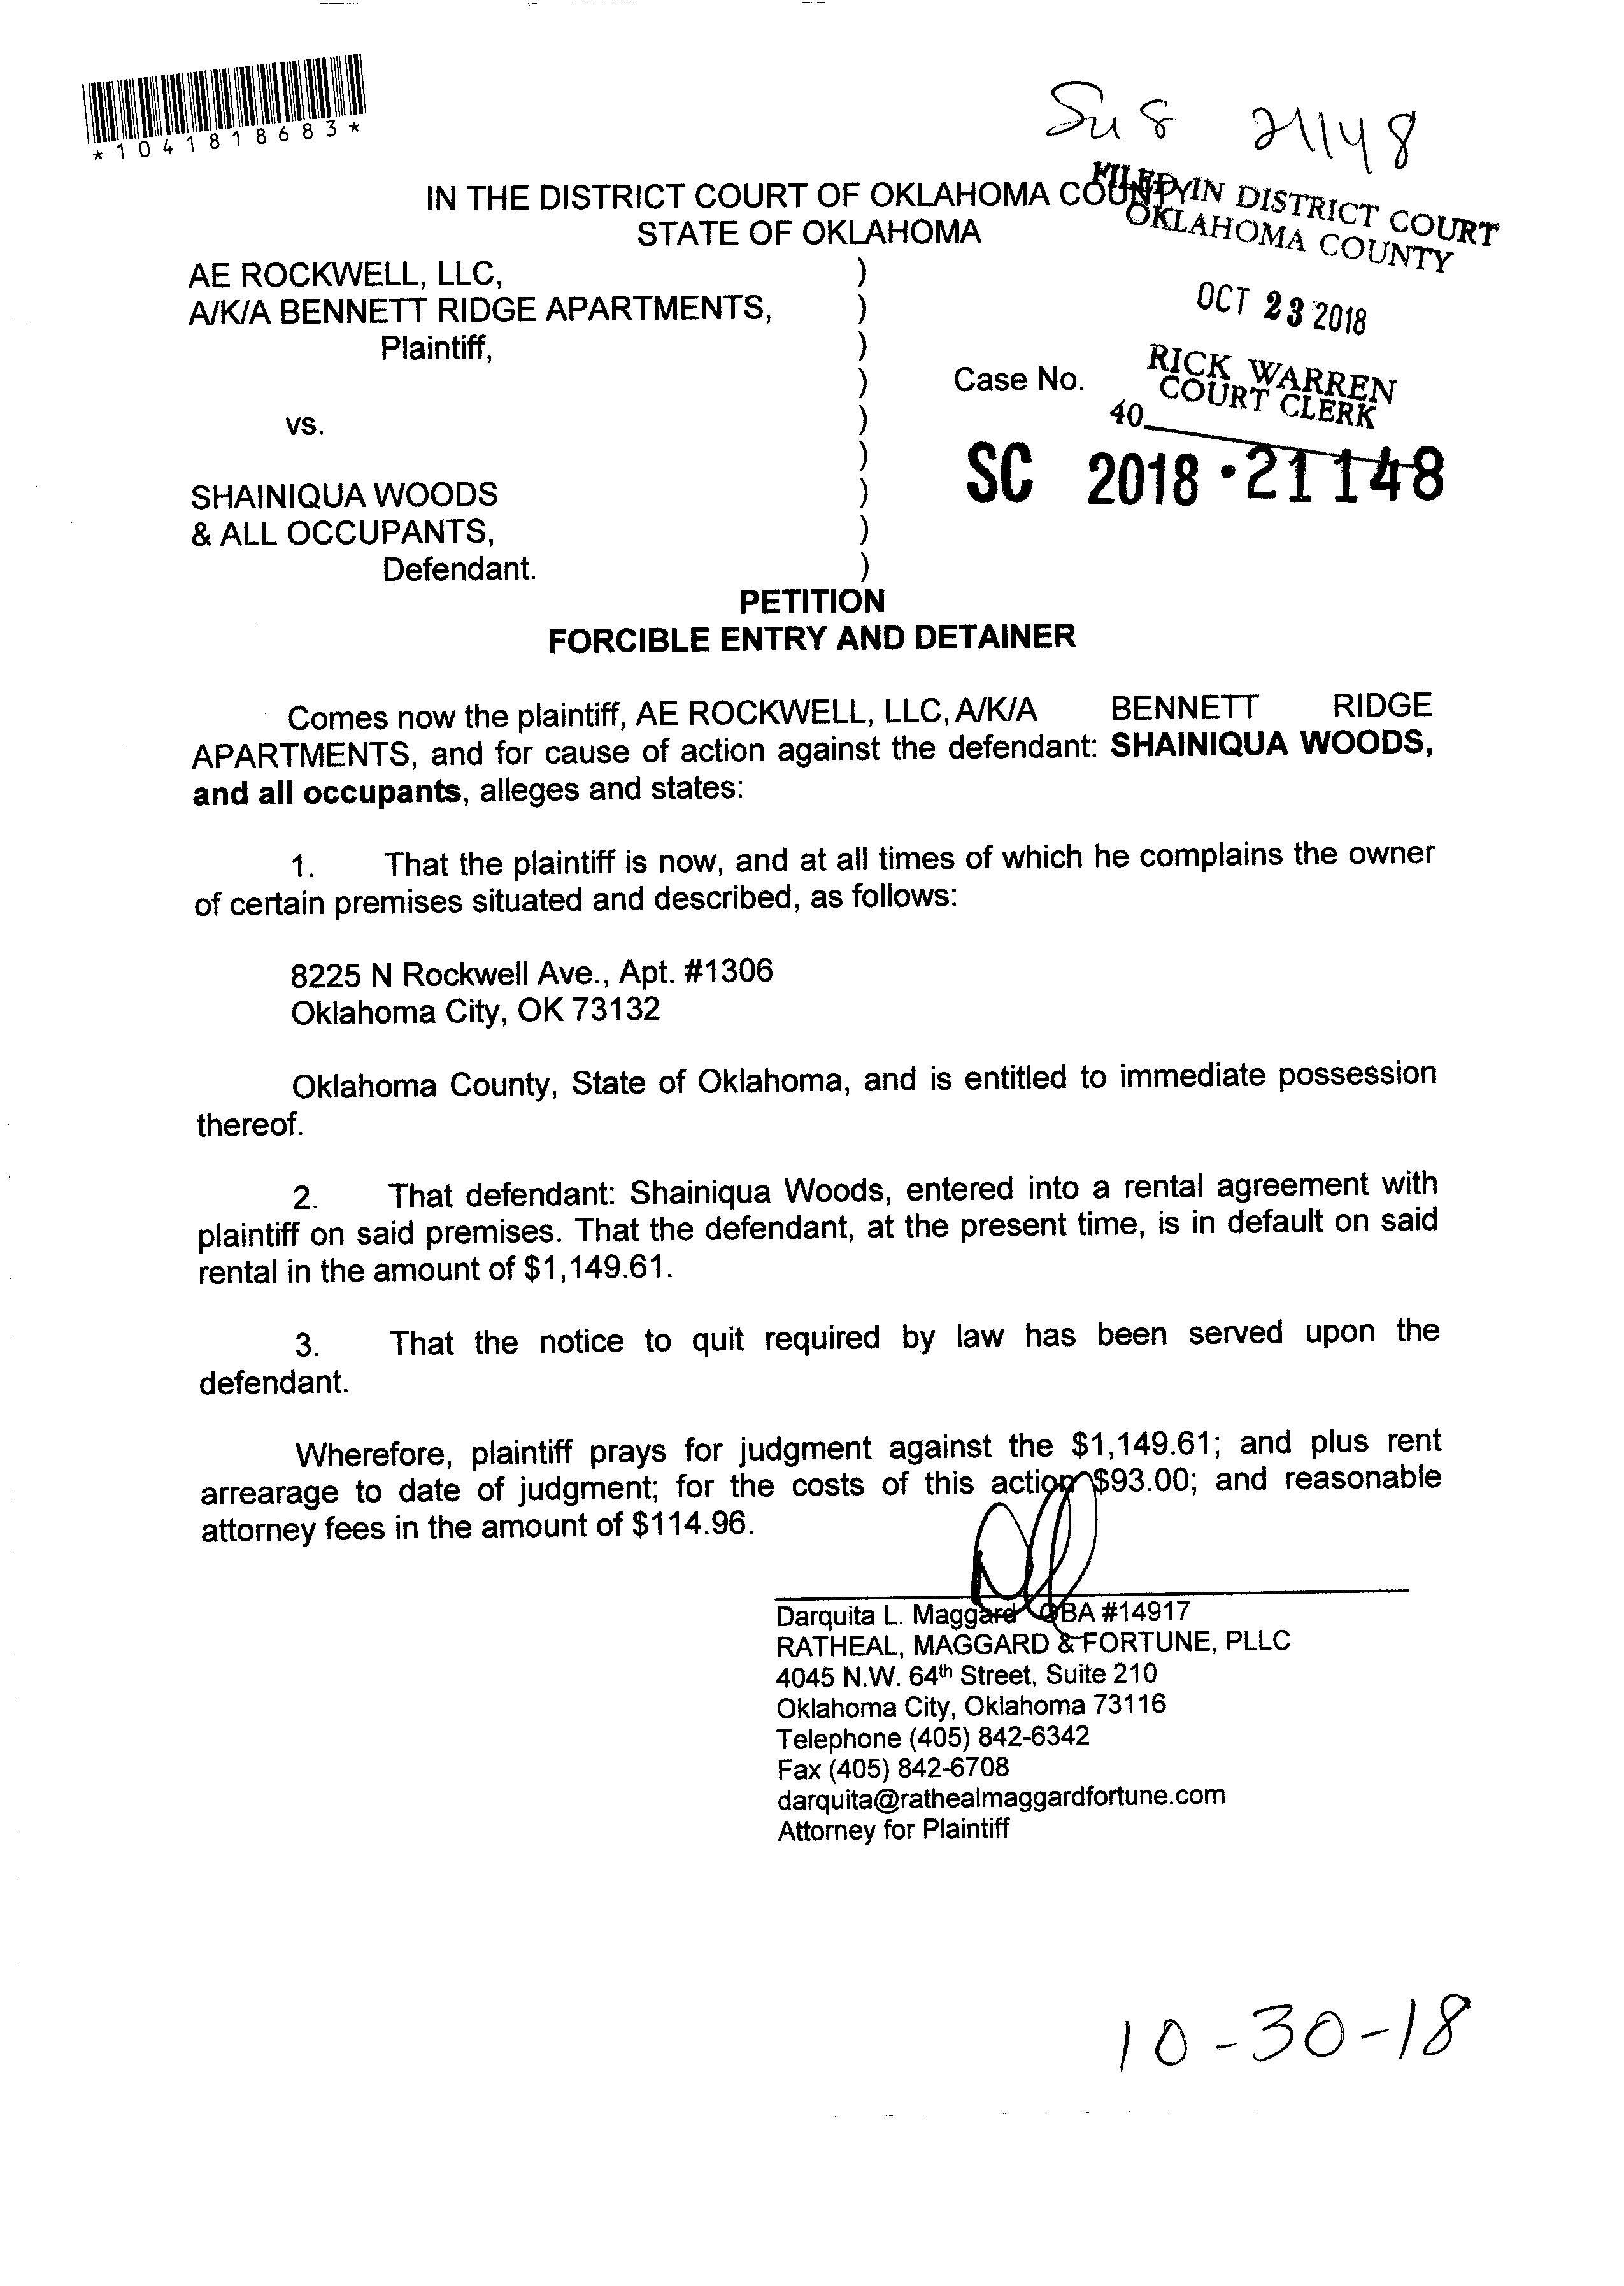 *1041818683*
21148
IN THE DISTRICT COURT OF OKLAHOMA COUNTY
STATE OF OKLAHOMA
FILED IN DISTRICT COURT
OKLAHOMA COUNTY
OCT 23 2018
RICK WARREN
COURT CLERK
40
AE ROCKWELL, LLC, )
A/K/A BENNETT RIDGE APARTMENTS, )
Plaintiff, )
) Case No.
vs. )
) SC 2018-21148
SHAINIQUA WOODS )
& ALL OCCUPANTS, )
Defendant. )
PETITION
FORCIBLE ENTRY AND DETAINER
Comes now the plaintiff, AE ROCKWELL, LLC, A/K/A BENNETT RIDGE
APARTMENTS, and for cause of action against the defendant: SHAINIQUA WOODS,
and all occupants, alleges and states:
1. That the plaintiff is now, and at all times of which he complains the owner
of certain premises situated and described, as follows:
8225 N Rockwell Ave., Apt. #1306
Oklahoma City, OK 73132
Oklahoma County, State of Oklahoma, and is entitled to immediate possession
thereof.
2. That defendant: Shainiqua Woods, entered into a rental agreement with
plaintiff on said premises. That the defendant, at the present time, is in default on said
rental in the amount of $1,149.61.
3. That the notice to quit required by law has been served upon the
defendant.
Wherefore, plaintiff prays for judgment against the $1,149.61; and plus rent
arrearage to date of judgment; for the costs of this action $93.00; and reasonable
attorney fees in the amount of $114.96.
Darquita L. Maggard OBA #14917
RATHEAL, MAGGARD & FORTUNE, PLLC
4045 N.W. 64th Street, Suite 210
Oklahoma City, Oklahoma 73116
Telephone (405) 842-6342
Fax (405) 842-6708
darquita@rathealmaggardfortune.com
Attorney for Plaintiff
10-30-18